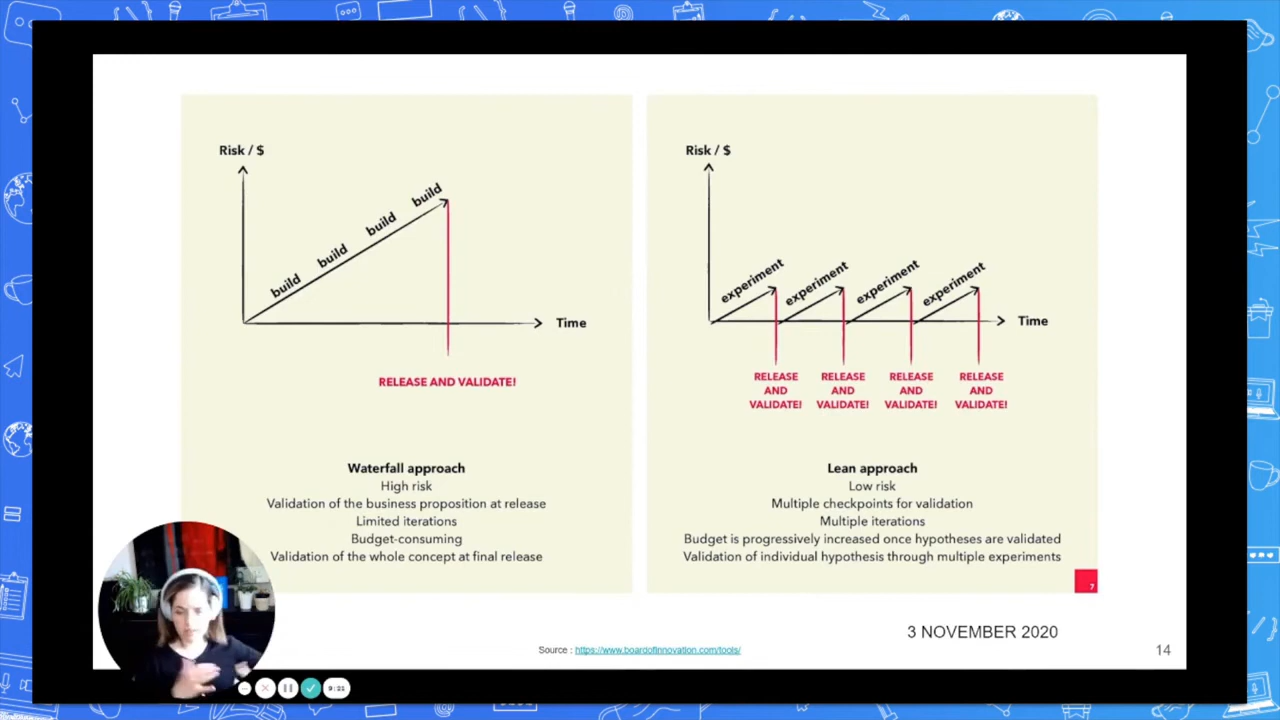 Risk / $
build
build
build
build
Time
RELEASE AND VALIDATE!
Waterfall approach
High risk
Validation of the business proposition at release
Limited iterations
Budget-consuming
Validation of the whole concept at final release
Risk / $
experiment
experiment
experiment
experiment
Time
RELEASE
AND
VALIDATE!
RELEASE
AND
VALIDATE!
RELEASE
AND
VALIDATE!
RELEASE
AND
VALIDATE!
Lean approach
Low risk
Multiple checkpoints for validation
Multiple iterations
Budget is progressively increased once hypotheses are validated
Validation of individual hypothesis through multiple experiments
7
3 NOVEMBER 2020
Source : https://www.boardofinnovation.com/tools/
14
9:21